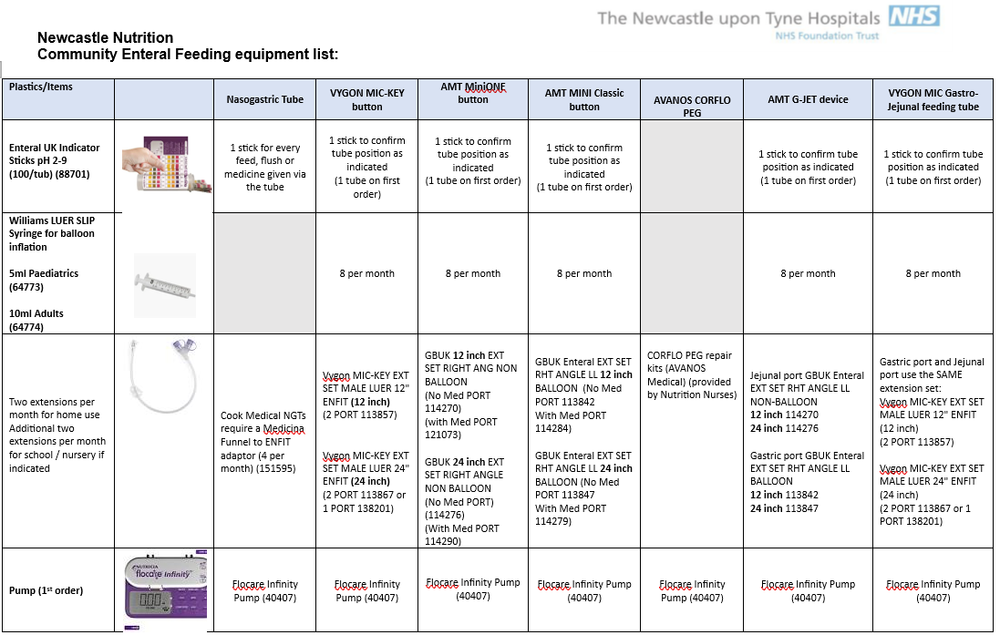 The Newcastle upon Tyne Hospitals NHS
NHS Foundation Trust
Newcastle Nutrition
Community Enteral Feeding equipment list:
Plastics/Items
Nasogastric Tube
VYGON MIC-KEY
button
AMT MiniONE
button
AMT MINI Classic
button
AVANOS CORFLO
PEG
AMT G-JET device
VYGON MIC Gastro-
Jejunal feeding tube
Enteral UK Indicator
Sticks pH 2-9
(100/tub) (88701)
1 stick for every
feed, flush or
medicine given via
the tube
1 stick to confirm
tube position as
indicated
(1 tube on first
order)
1 stick to confirm
tube position as
indicated
(1 tube on first order)
1 stick to confirm
tube position as
indicated
(1 tube on first order)
1 stick to confirm tube
position as indicated
(1 tube on first order)
1 stick to confirm tube
position as indicated
(1 tube on first order)
Williams LUER SLIP
Syringe for balloon
inflation
5ml Paediatrics
(64773)
10ml Adults
(64774)
8 per month
8 per month
8 per month
8 per month
8 per month
Two extensions per
month for home use
Additional two
extensions per month
for school / nursery if
indicated
Cook Medical NGTs
require a Medicina
Funnel to ENFIT
adaptor (4 per
month) (151595)
Vygon MIC-KEY EXT
SET MALE LUER 12"
ENFIT (12 inch)
(2 PORT 113857)
Vygon MIC-KEY EXT
SET MALE LUER 24"
ENFIT (24 inch)
(2 PORT 113867 or
1 PORT 138201)
GBUK 12 inch EXT
SET RIGHT ANG NON
BALLOON
(No Med PORT
114270)
(with Med PORT
121073)
GBUK 24 inch EXT
SET RIGHT ANGLE
NON BALLOON
(No Med PORT)
(114276)
(With Med PORT
114290)
GBUK Enteral EXT SET
RHT ANGLE LL 12 inch
BALLOON (No Med
PORT 113842
With Med PORT
114284)
GBUK Enteral EXT SET
RHT ANGLE LL 24 inch
BALLOON (No Med
PORT 113847
With Med PORT
114279)
CORFLO PEG repair
kits (AVANOS
Medical) (provided
by Nutrition Nurses)
Jejunal port GBUK Enteral
EXT SET RHT ANGLE LL
NON-BALLOON
12 inch 114270
24 inch 114276
Gastric port GBUK Enteral
EXT SET RHT ANGLE LL
BALLOON
12 inch 113842
24 inch 113847
Gastric port and Jejunal
port use the SAME
extension set:
Vygon MIC-KEY EXT SET
MALE LUER 12" ENFIT
(12 inch)
(2 PORT 113857)
Vygon MIC-KEY EXT SET
MALE LUER 24" ENFIT
(24 inch)
(2 PORT 113867 or 1
PORT 138201)
Pump (1st order)
NUTRICIA
flocare Infinity
Flocare Infinity
Pump (40407)
Flocare Infinity
Pump (40407)
Flocare Infinity Pump
(40407)
Flocare Infinity Pump
(40407)
Flocare Infinity
Pump (40407)
Flocare Infinity Pump
(40407)
Flocare Infinity Pump
(40407)